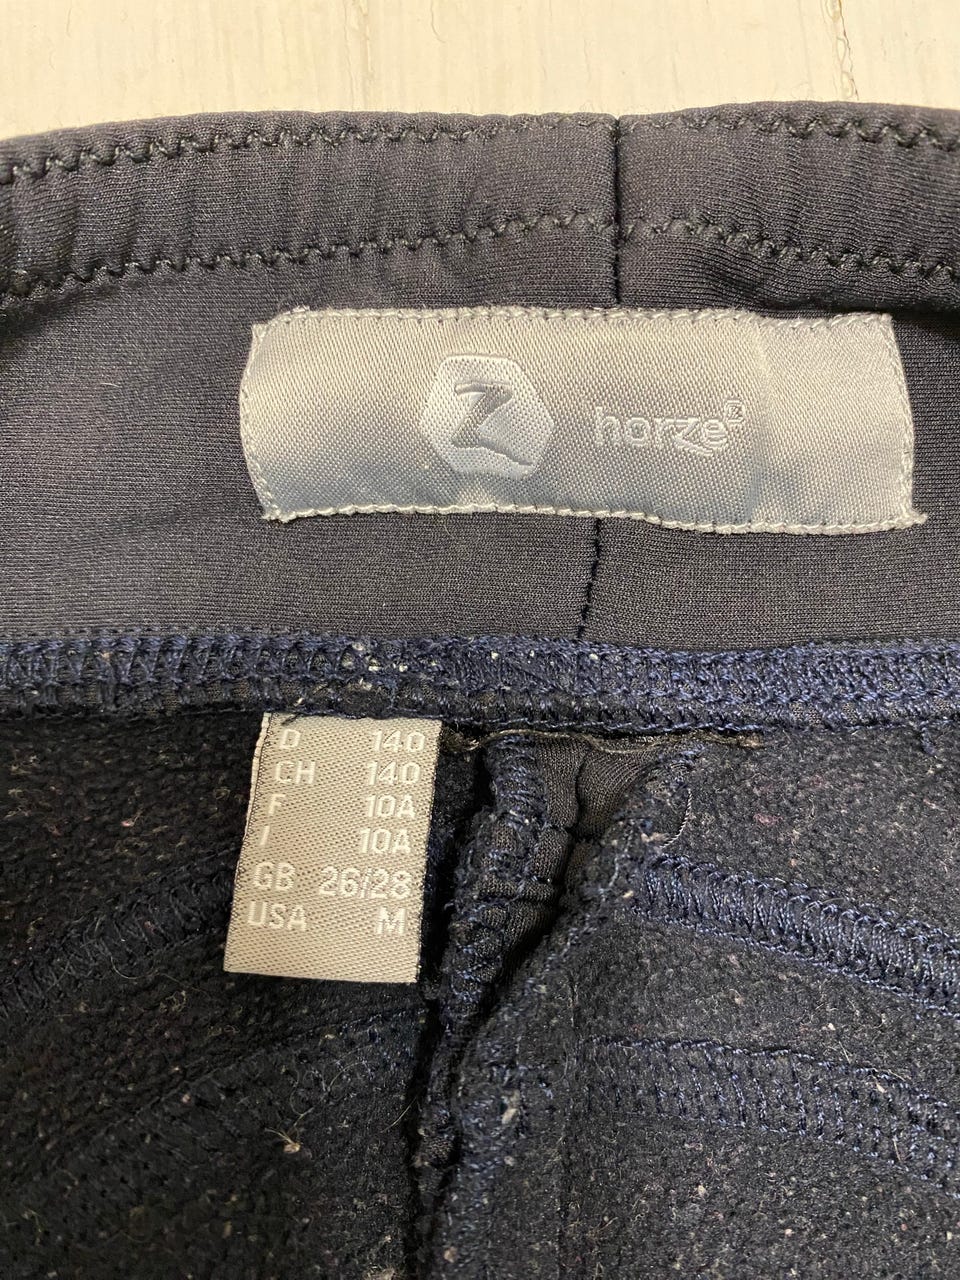 Z horze®
D 140
CH 140
F 10A
I 10A
GB 26/28
USA M